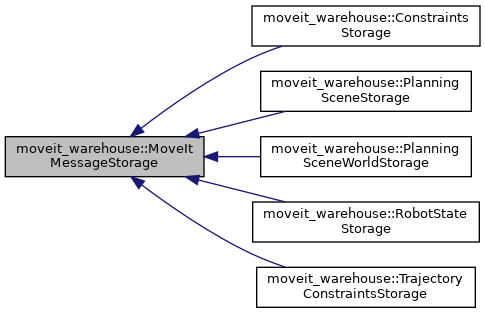 moveit_warehouse::Constraints
Storage
moveit_warehouse::Planning
SceneStorage
moveit_warehouse::MoveIt
MessageStorage
moveit_warehouse::Planning
SceneWorldStorage
moveit_warehouse::RobotState
Storage
moveit_warehouse::Trajectory
ConstraintsStorage